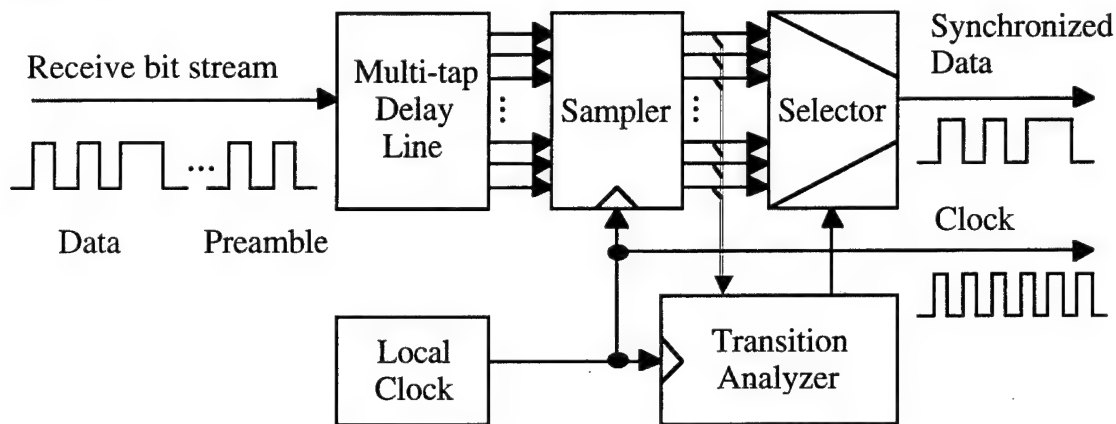 Receive bit stream
Data
Preamble
Multi-tap
Delay
Line
Sampler
Selector
Synchronized
Data
Clock
Local
Clock
Transition
Analyzer